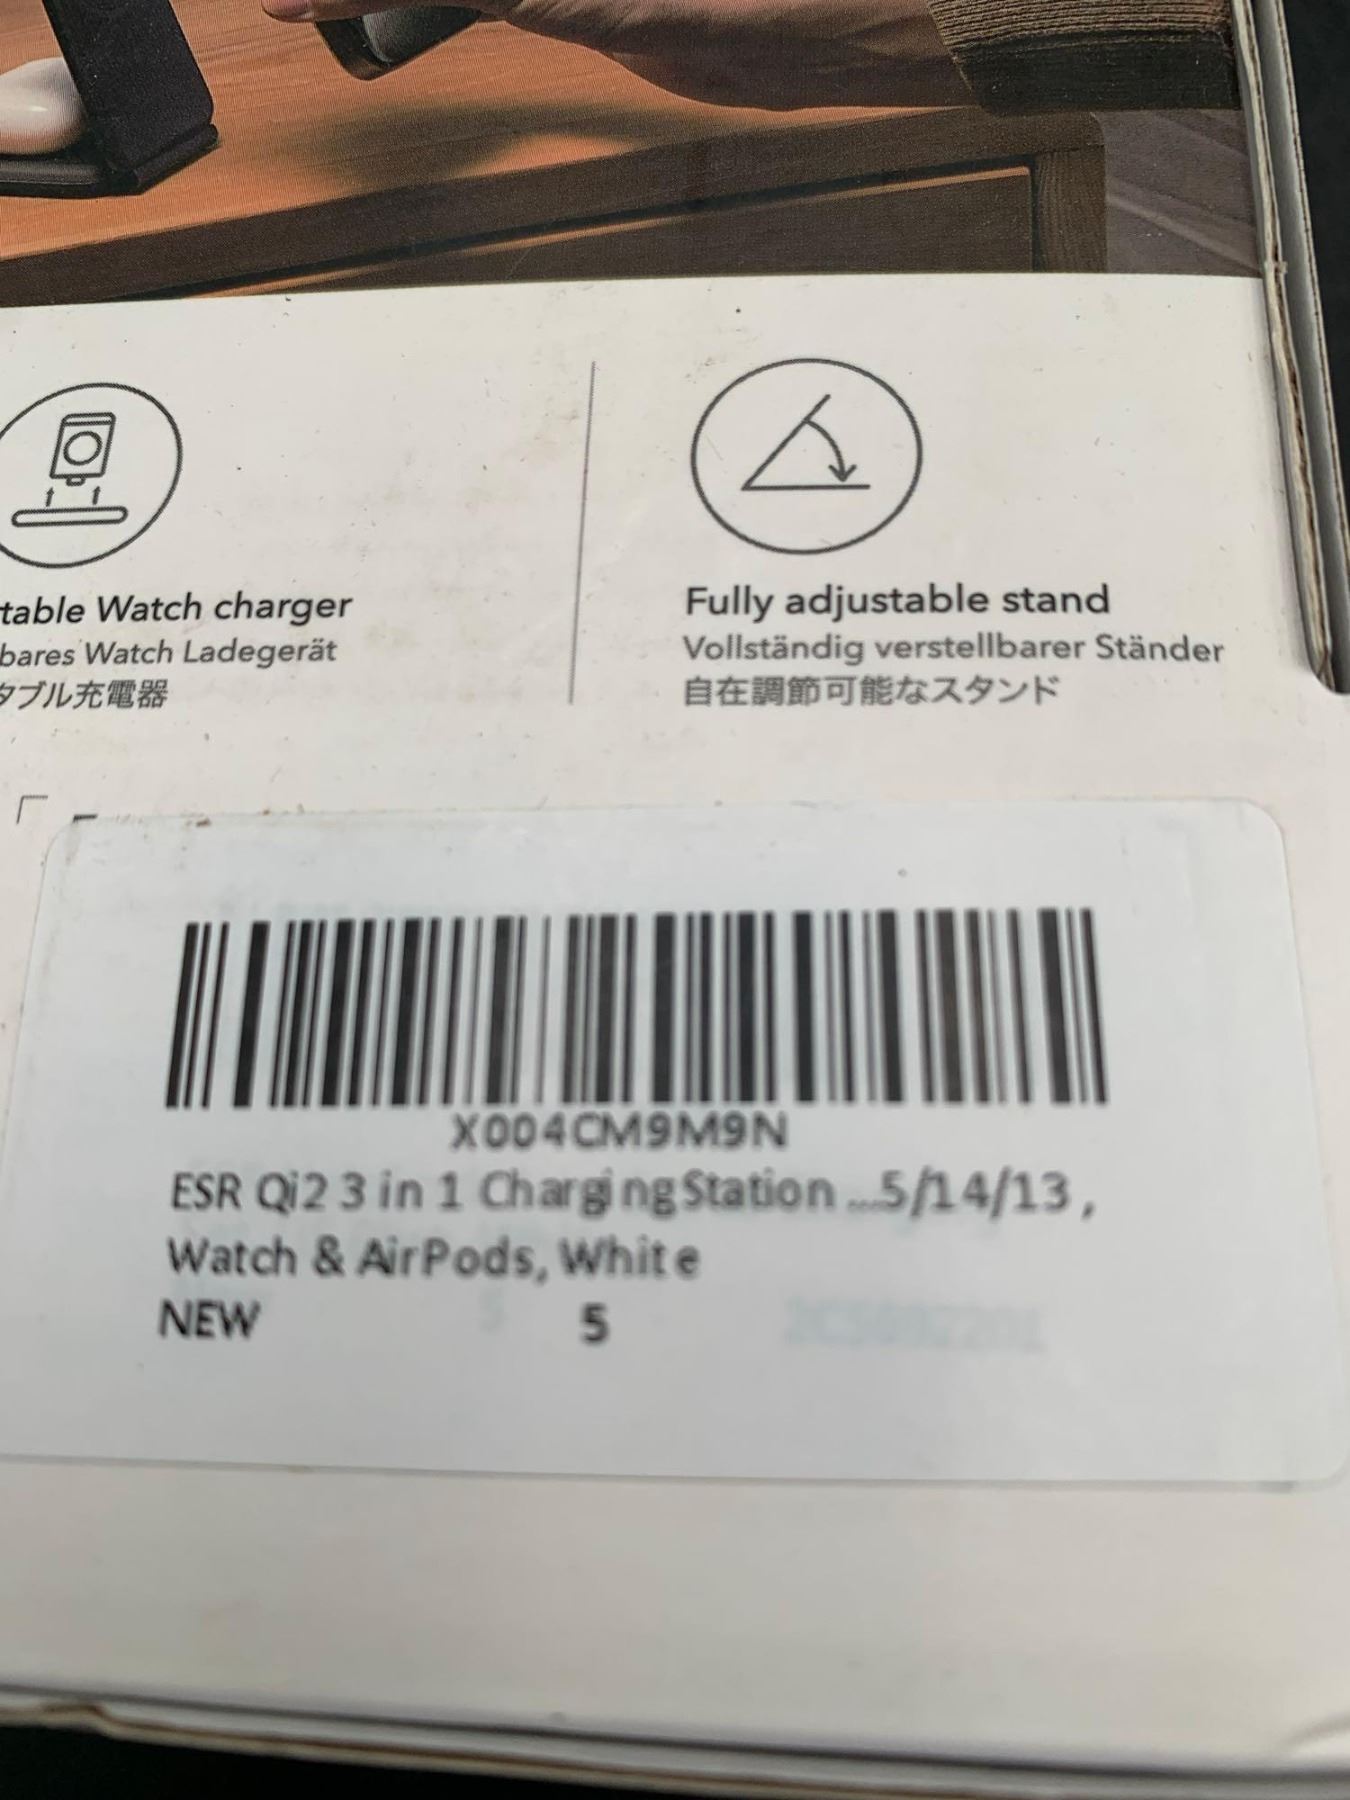 table Watch charger
bares Watch Ladegerät
タブル充電器
Fully adjustable stand
Vollständig verstellbarer Ständer
自在調節可能なスタンド
X004CM9M9N
ESR Qi2 3 in 1 Charging Station ...5/14/13 ,
Watch & AirPods, White
NEW 5